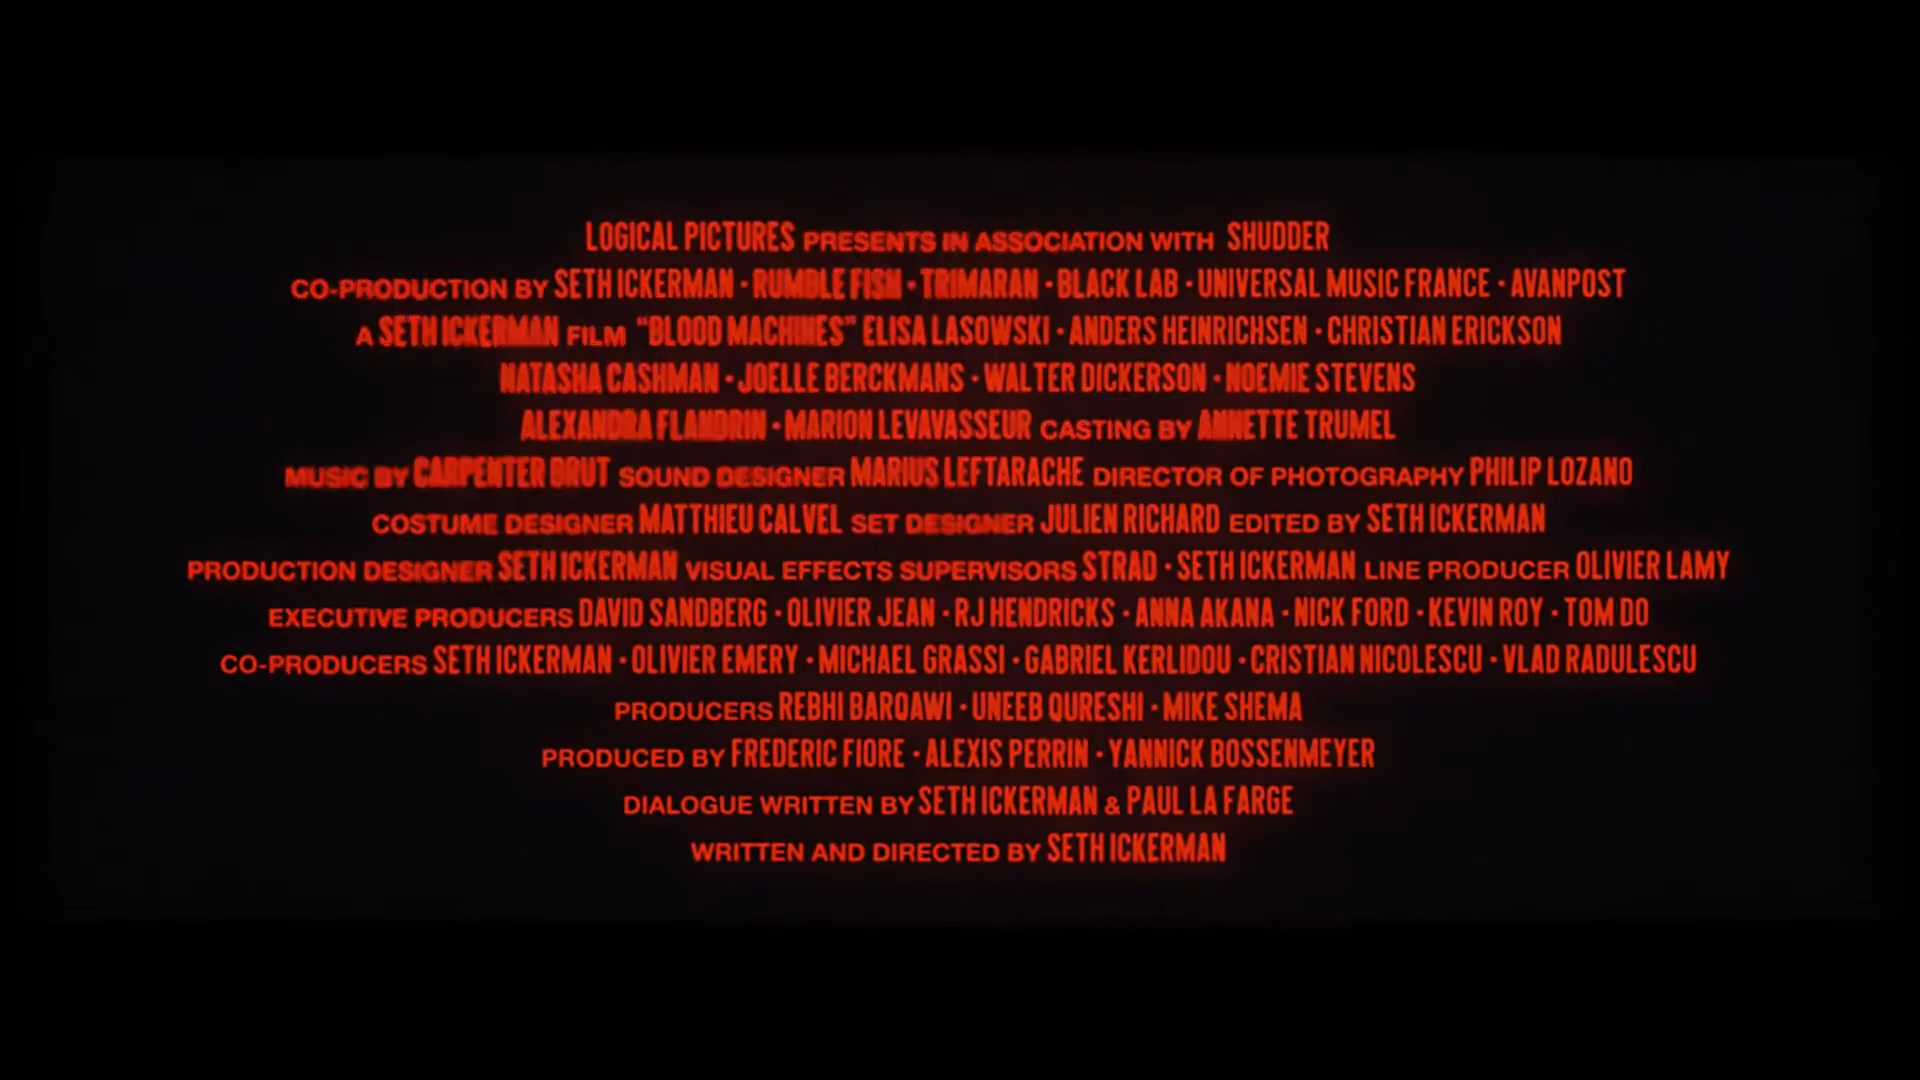 LOGICAL PICTURES PRESENTS IN ASSOCIATION WITH SHUDDER
CO-PRODUCTION BY SETH ICKERMAN · RUMBLE FISH · TRIMARAN · BLACK LAB · UNIVERSAL MUSIC FRANCE · AVANPOST
A SETH ICKERMAN FILM "BLOOD MACHINES" ELISA LASOWSKI · ANDERS HEINRICHSEN · CHRISTIAN ERICKSON
NATASHA CASHMAN · JOELLE BERCKMANS · WALTER DICKERSON · NOEMIE STEVENS
ALEXANDRA FLANDRIN · MARION LEVAVASSEUR CASTING BY ANNETTE TRUMEL
MUSIC BY CARPENTER BRUT SOUND DESIGNER MARIUS LEFTARACHE DIRECTOR OF PHOTOGRAPHY PHILIP LOZANO
COSTUME DESIGNER MATTHIEU CALVEL SET DESIGNER JULIEN RICHARD EDITED BY SETH ICKERMAN
PRODUCTION DESIGNER SETH ICKERMAN VISUAL EFFECTS SUPERVISORS STRAD · SETH ICKERMAN LINE PRODUCER OLIVIER LAMY
EXECUTIVE PRODUCERS DAVID SANDBERG · OLIVIER JEAN · RJ HENDRICKS · ANNA AKANA · NICK FORD · KEVIN ROY · TOM DO
CO-PRODUCERS SETH ICKERMAN · OLIVIER EMERY · MICHAEL GRASSI · GABRIEL KERLIDOU · CRISTIAN NICOLESCU · VLAD RADULESCU
PRODUCERS REBHI BARQAWI · UNEEB QURESHI · MIKE SHEMA
PRODUCED BY FREDERIC FIORE · ALEXIS PERRIN · YANNICK BOSSENMEYER
DIALOGUE WRITTEN BY SETH ICKERMAN & PAUL LA FARGE
WRITTEN AND DIRECTED BY SETH ICKERMAN